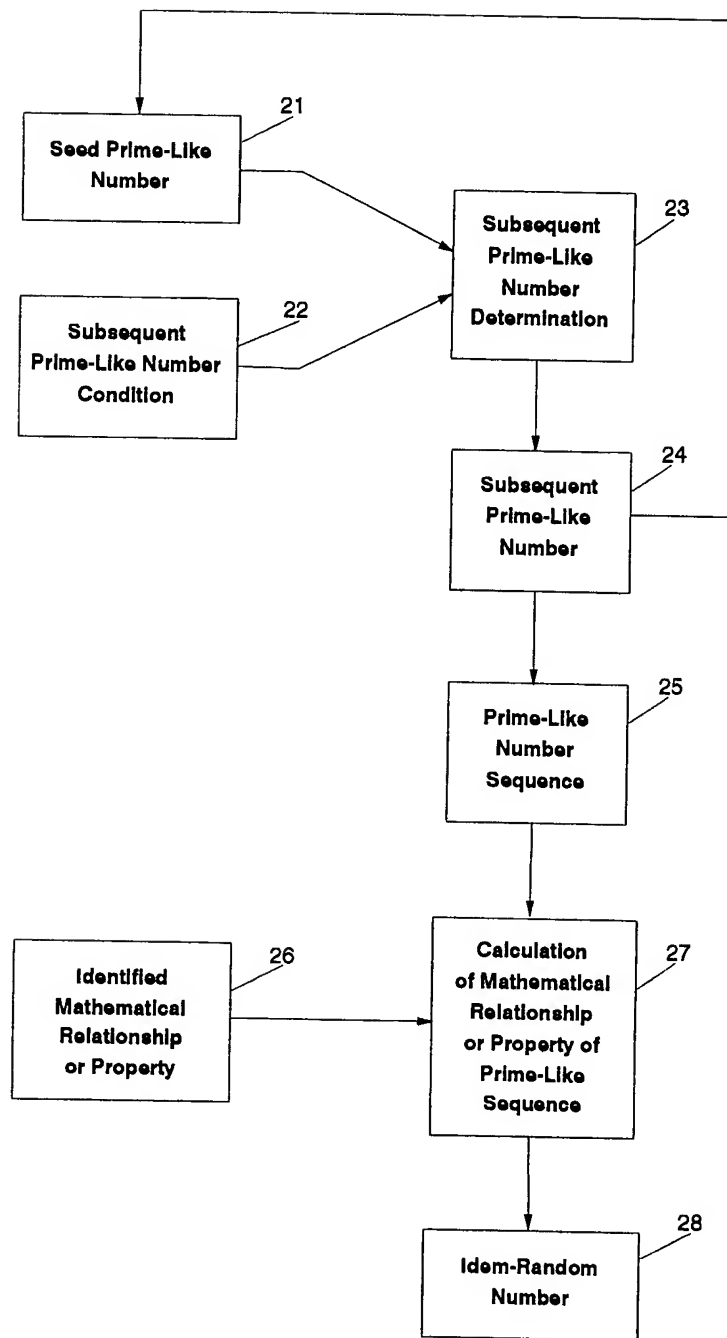 21
Seed Prime-Like
Number
22
Subsequent
Prime-Like Number
Condition
23
Subsequent
Prime-Like
Number
Determination
24
Subsequent
Prime-Like
Number
25
Prime-Like
Number
Sequence
26
Identified
Mathematical
Relationship
or Property
27
Calculation
of Mathematical
Relationship
or Property of
Prime-Like
Sequence
28
Idem-Random
Number